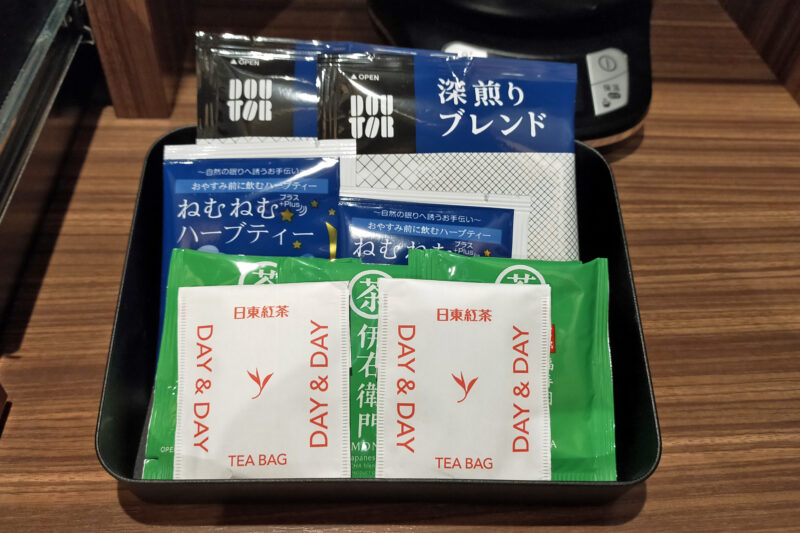 ▲OPEN
DOU
TOR
▲OPEN
DOU
TOR
深煎り
ブレンド
～自然の眠りへ誘うお手伝い～
おやすみ前に飲むハーブティー
ねむねむ
プラス
+Plus
ハーブティー
～自然の眠りへ誘うお手伝い～
おやすみ前に飲むハーブティー
ねむねむ
プラス
+Plus
茶
茶
伊右衛門
茶
日東紅茶
DAY & DAY
DAY & DAY
TEA BAG
日東紅茶
DAY & DAY
DAY & DAY
TEA BAG
OPEN